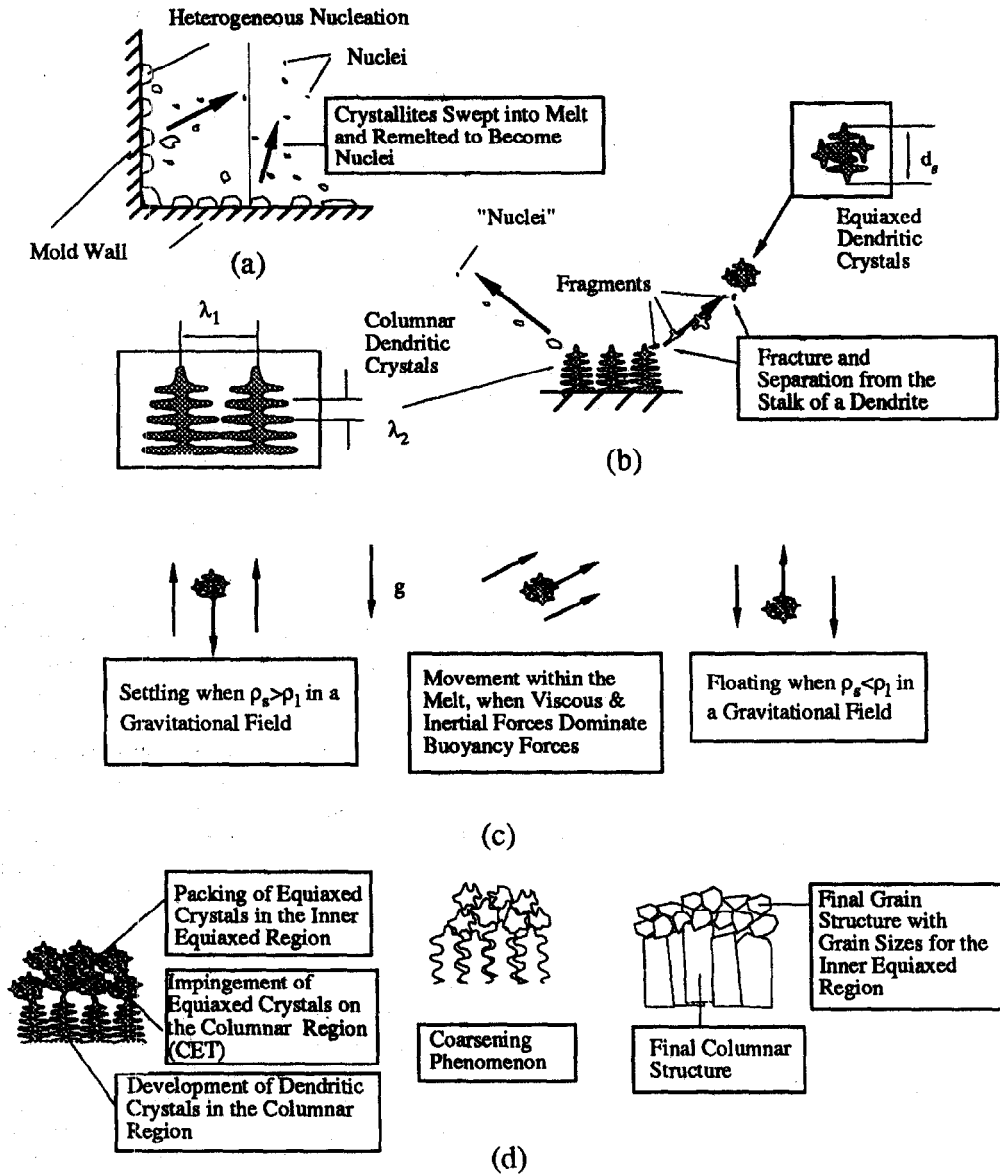 Heterogeneous Nucleation
Nuclei
Crystallites Swept into Melt
and Remelted to Become
Nuclei
Mold Wall
(a)
d_s
Equiaxed
Dendritic
Crystals
"Nuclei"
Fragments
Columnar
Dendritic
Crystals
Fracture and
Separation from the
Stalk of a Dendrite
λ₁
λ₂
(b)
g
Settling when ρₛ>ρₗ in a
Gravitational Field
Movement within the
Melt, when Viscous &
Inertial Forces Dominate
Buoyancy Forces
Floating when ρₛ<ρₗ in
a Gravitational Field
(c)
Packing of Equiaxed
Crystals in the Inner
Equiaxed Region
Impingement of
Equiaxed Crystals on
the Columnar Region
(CET)
Development of Dendritic
Crystals in the Columnar
Region
Coarsening
Phenomenon
Final Grain
Structure with
Grain Sizes for the
Inner Equiaxed
Region
Final Columnar
Structure
(d)